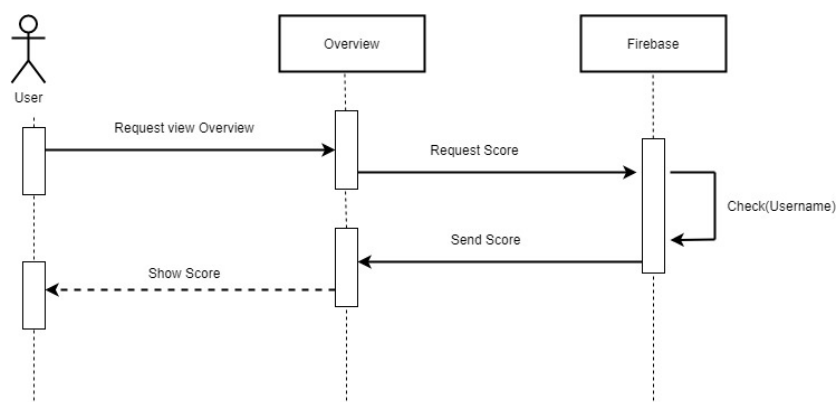 Overview
Firebase
User
Request view Overview
Request Score
Check(Username)
Send Score
Show Score